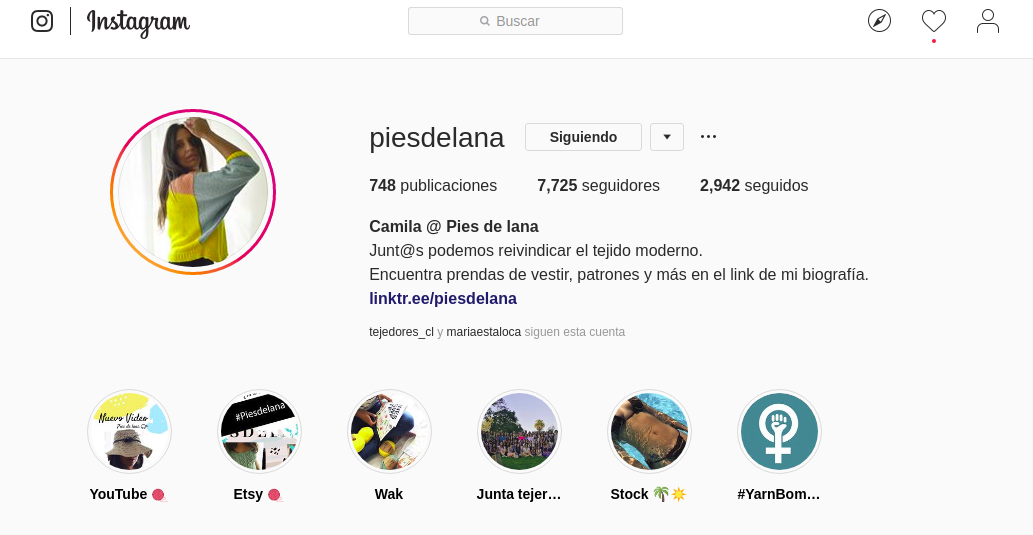 Instagram
Buscar
piesdelana Siguiendo
748 publicaciones 7,725 seguidores 2,942 seguidos
Camila @ Pies de lana
Junt@s podemos reivindicar el tejido moderno.
Encuentra prendas de vestir, patrones y más en el link de mi biografía.
linktr.ee/piesdelana
tejedores_cl y mariaestaloca siguen esta cuenta
Nuevo Video
#Piesdelana
YouTube Etsy Wak Junta tejer… Stock 🌴☀️ #YarnBom…